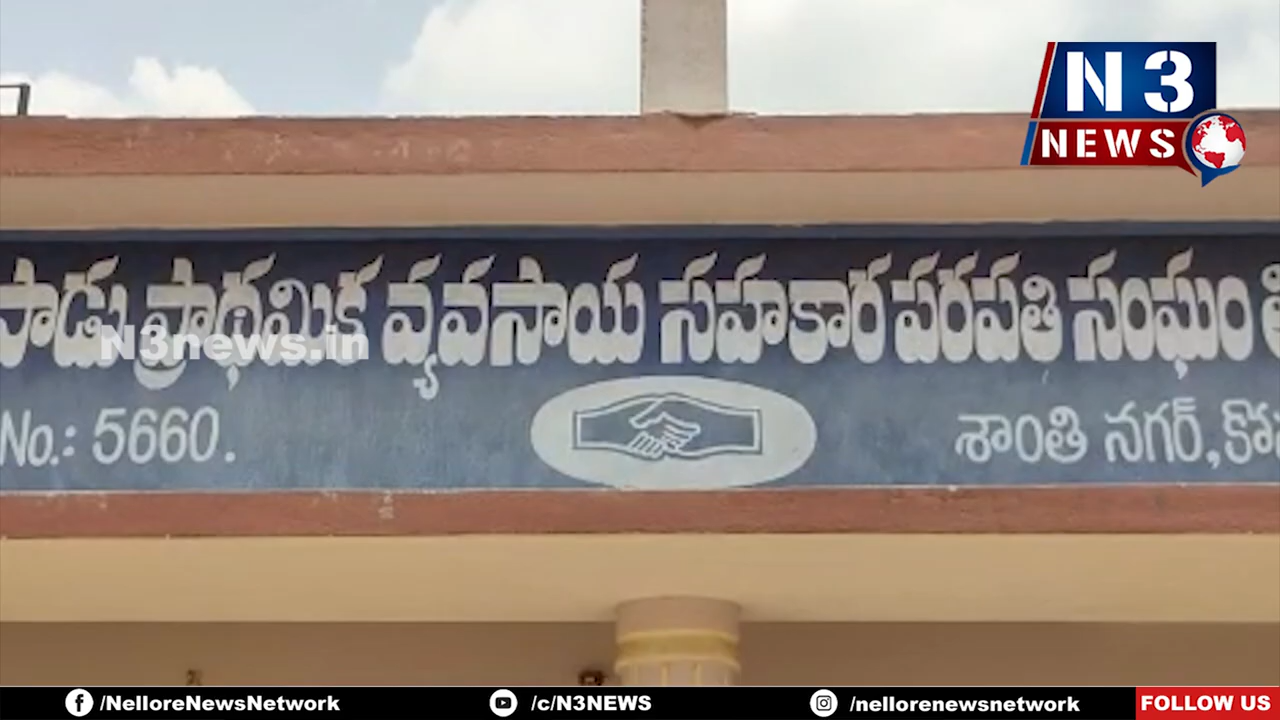 N3
NEWS
పాడు ప్రాథమిక వ్యవసాయ సహకార పరపతి సంఘం లి
N3news.in
No.: 5660.
శాంతి నగర్, కో
/NelloreNewsNetwork
/c/N3NEWS
/nellorenewsnetwork
FOLLOW US